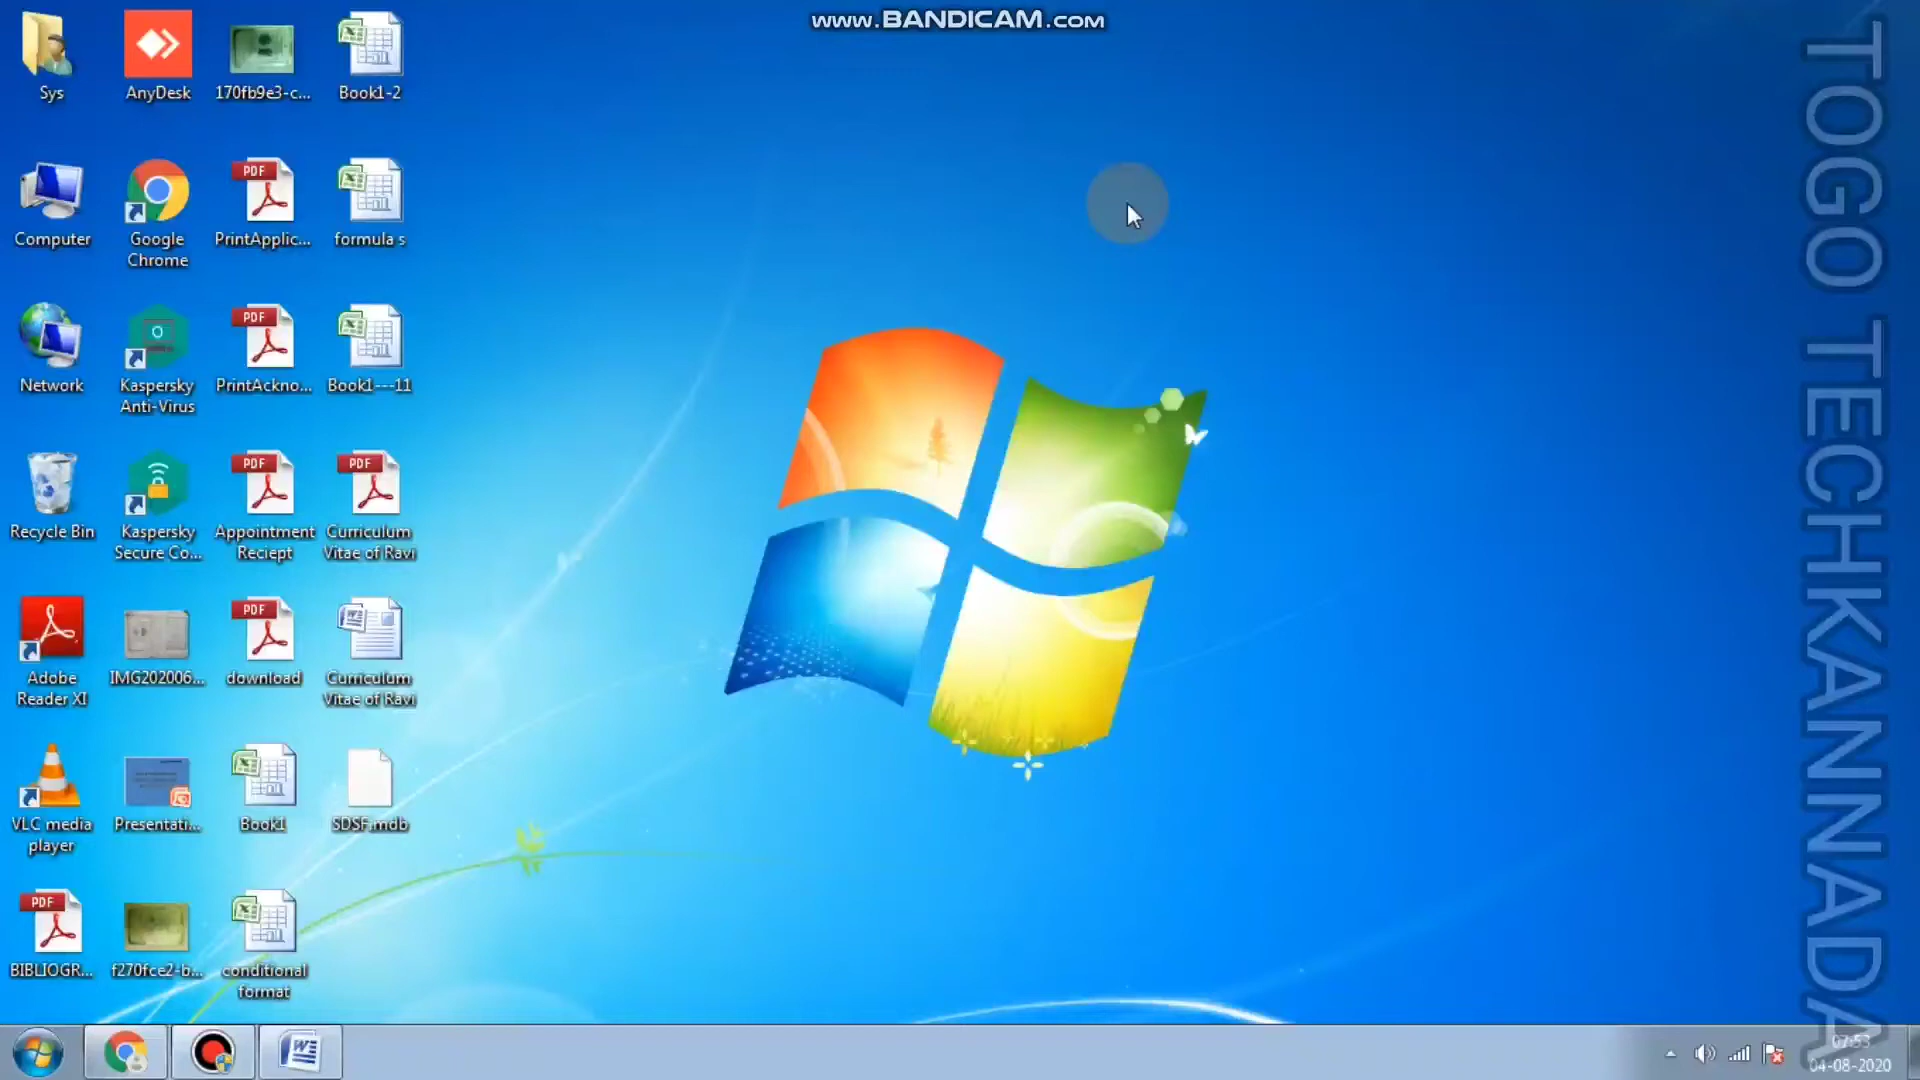 www.BANDICAM.com
TOGO TECHKANNNADA
Sys
AnyDesk
170fb9e3-c...
Book1-2
Computer
Google
Chrome
PDF
PrintApplic...
formula s
Network
Kaspersky
Anti-Virus
PDF
PrintAckno...
Book1---11
Recycle Bin
Kaspersky
Secure Co...
PDF
Appointment
Reciept
PDF
Curriculum
Vitae of Ravi
Adobe
Reader XI
IMG202006...
PDF
download
Curriculum
Vitae of Ravi
VLC media
player
Presentati...
Book1
SDSF.mdb
PDF
BIBLIOGR...
f270fce2-b...
conditional
format
07:53
04-08-2020